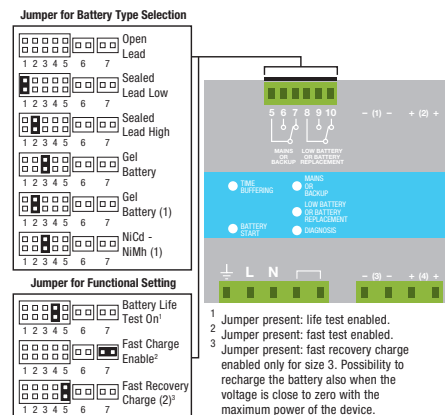 Jumper for Battery Type Selection
1 2 3 4 5 6 7
Open
Lead
1 2 3 4 5 6 7
Sealed
Lead Low
1 2 3 4 5 6 7
Sealed
Lead High
1 2 3 4 5 6 7
Gel
Battery
1 2 3 4 5 6 7
Gel
Battery (1)
1 2 3 4 5 6 7
NiCd -
NiMh (1)
Jumper for Functional Setting
1 2 3 4 5 6 7
Battery Life
Test On1
1 2 3 4 5 6 7
Fast Charge
Enable2
1 2 3 4 5 6 7
Fast Recovery
Charge (2)3
5 6 7 8 9 10
– (1) – + (2) +
MAINS
OR
BACKUP
LOW BATTERY
OR BATTERY
REPLACEMENT
TIME
BUFFERING
MAINS
OR
BACKUP
LOW BATTERY
OR BATTERY
REPLACEMENT
BATTERY
START
DIAGNOSIS
L N
– (3) – + (4) +
1 Jumper present: life test enabled.
2 Jumper present: fast test enabled.
3 Jumper present: fast recovery charge
enabled only for size 3. Possibility to
recharge the battery also when the
voltage is close to zero with the
maximum power of the device.